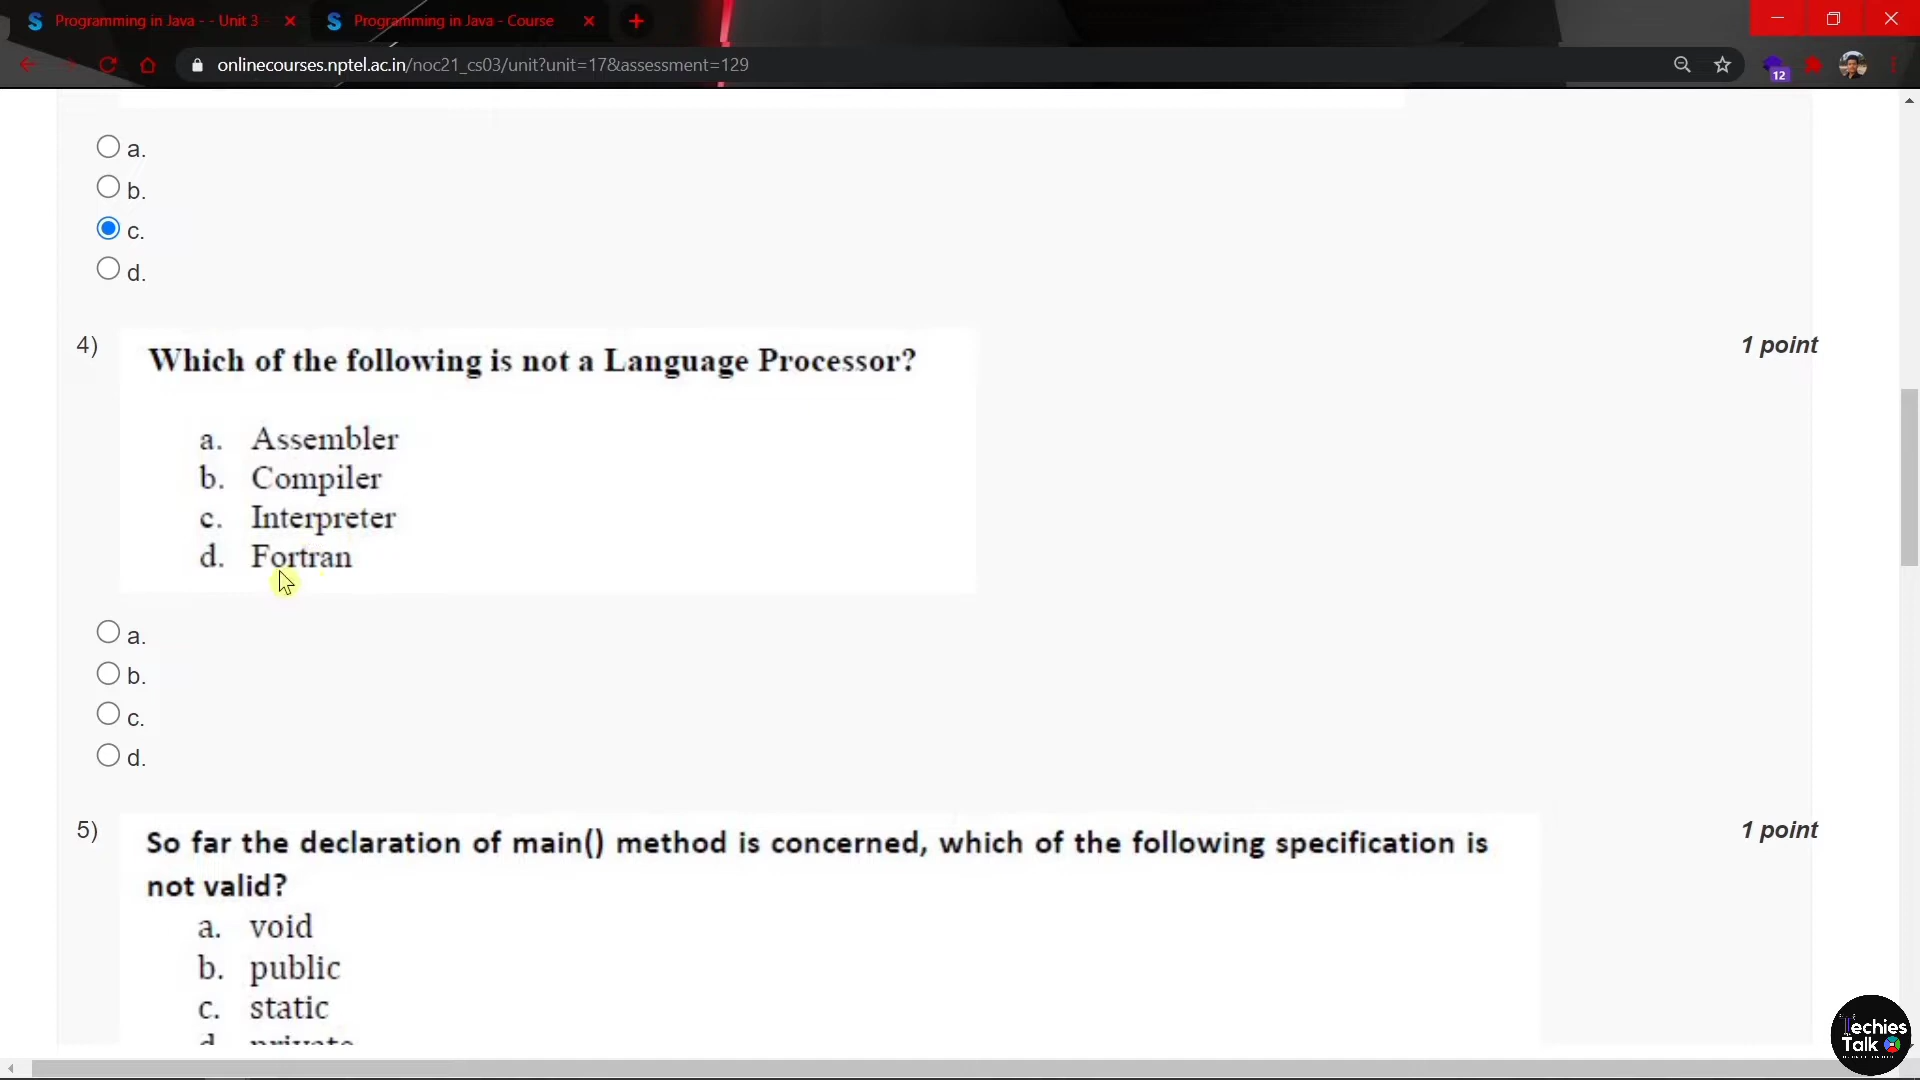 Programming in Java - - Unit 3
Programming in Java - Course
onlinecourses.nptel.ac.in/noc21_cs03/unit?unit=17&assessment=129
12
a.
b.
c.
d.
4)
Which of the following is not a Language Processor?
1 point
a. Assembler
b. Compiler
c. Interpreter
d. Fortran
a.
b.
c.
d.
5)
So far the declaration of main() method is concerned, which of the following specification is
1 point
not valid?
a. void
b. public
c. static
d. private
Techies
Talk